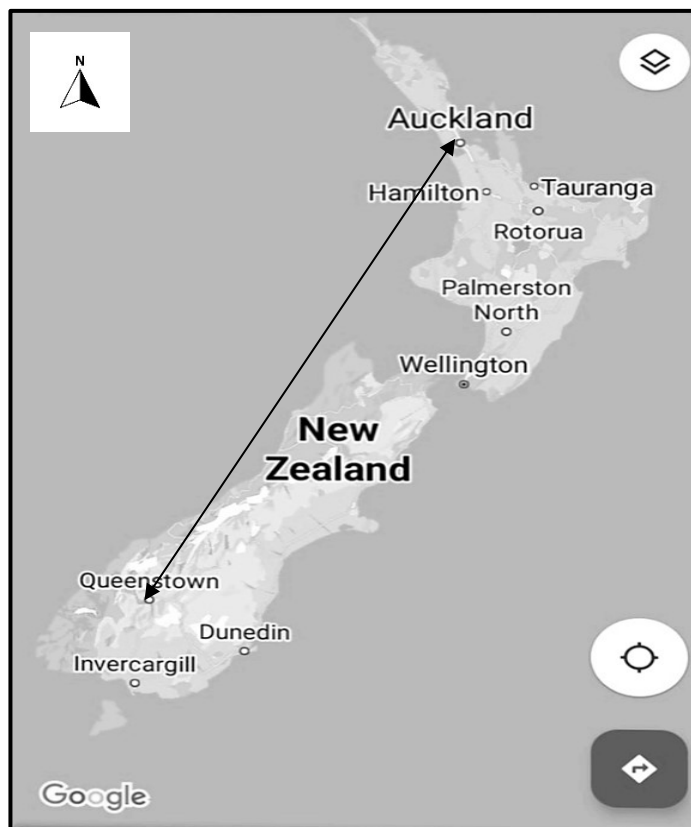 N
Auckland
Hamilton
Tauranga
Rotorua
Palmerston
North
Wellington
New
Zealand
Queenstown
Dunedin
Invercargill
Google